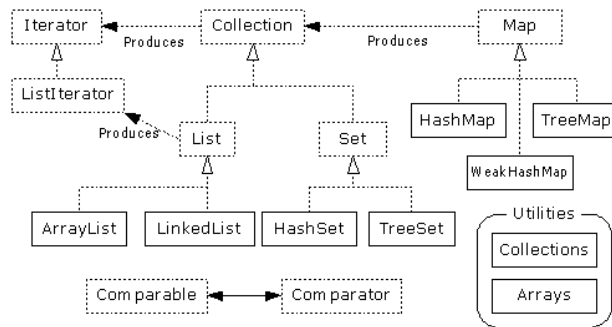 Iterator
Collection
Map
Produces
Produces
ListIterator
Produces
HashMap
TreeMap
List
Set
WeakHashMap
ArrayList
LinkedList
HashSet
TreeSet
Utilities
Collections
Arrays
Comparable
Comparator